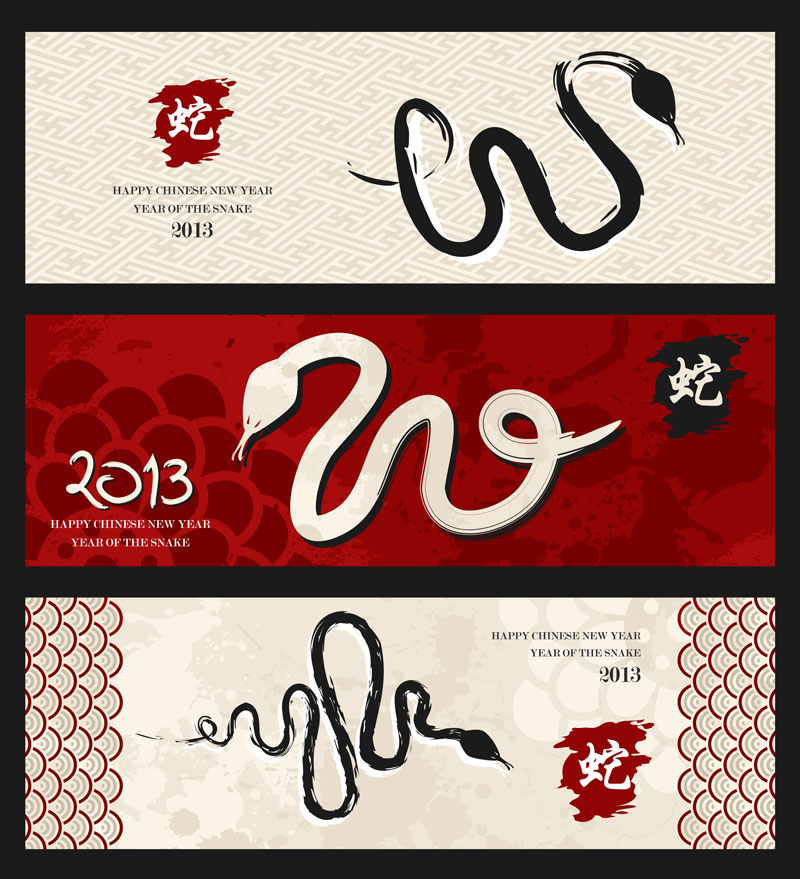 蛇
HAPPY CHINESE NEW YEAR
YEAR OF THE SNAKE
2013
蛇
2013
HAPPY CHINESE NEW YEAR
YEAR OF THE SNAKE
HAPPY CHINESE NEW YEAR
YEAR OF THE SNAKE
2013
蛇